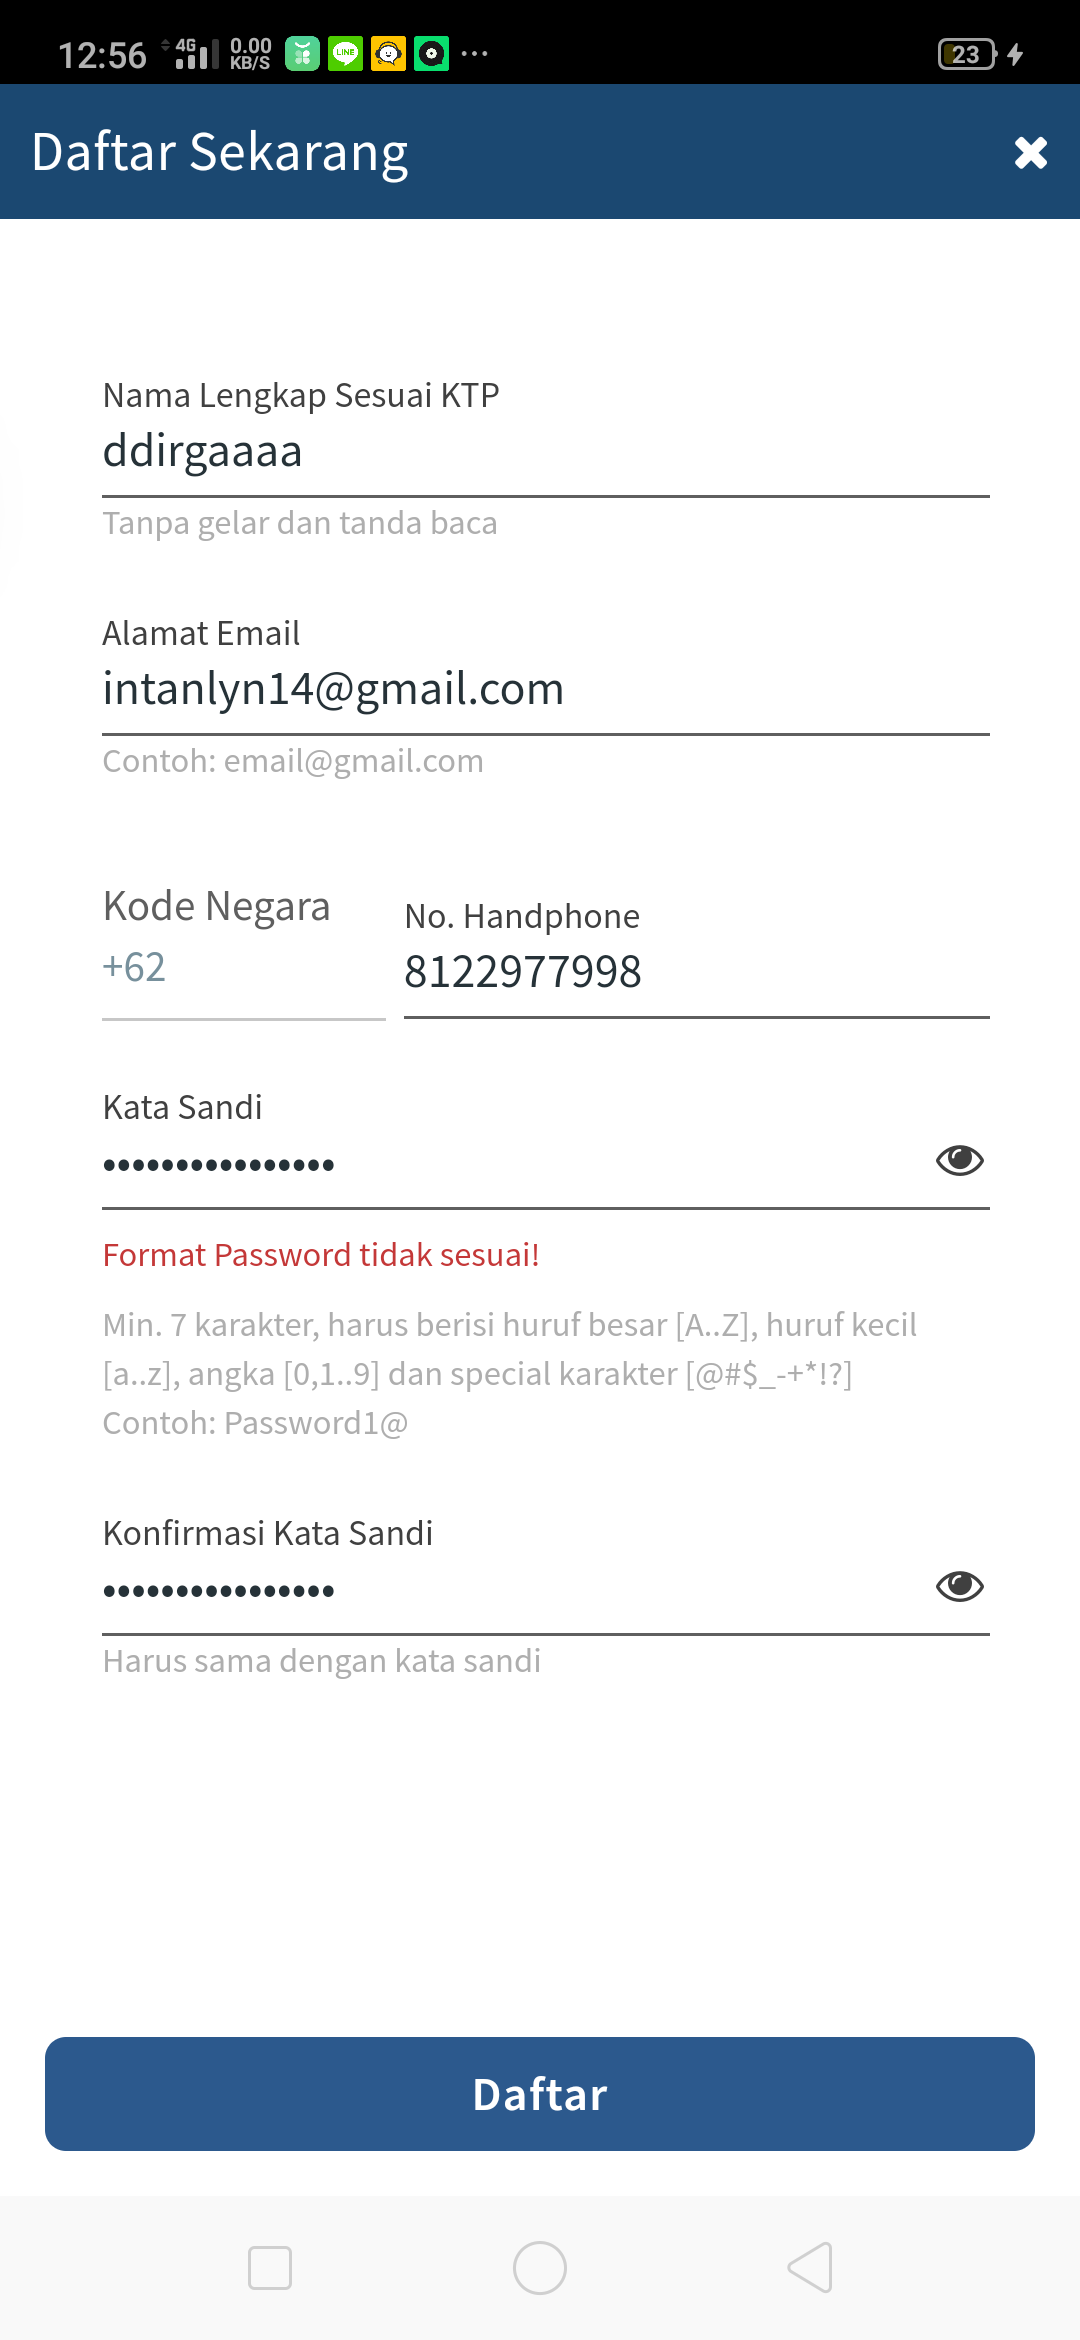 12:56 4G 0.00 KB/S LINE ... 23
Daftar Sekarang
Nama Lengkap Sesuai KTP
ddirgaaaa
Tanpa gelar dan tanda baca
Alamat Email
intanlyn14@gmail.com
Contoh: email@gmail.com
Kode Negara No. Handphone
+62 8122977998
Kata Sandi
••••••••••••••••
Format Password tidak sesuai!
Min. 7 karakter, harus berisi huruf besar [A..Z], huruf kecil
[a..z], angka [0,1..9] dan special karakter [@#$_-+*!?]
Contoh: Password1@
Konfirmasi Kata Sandi
••••••••••••••••
Harus sama dengan kata sandi
Daftar